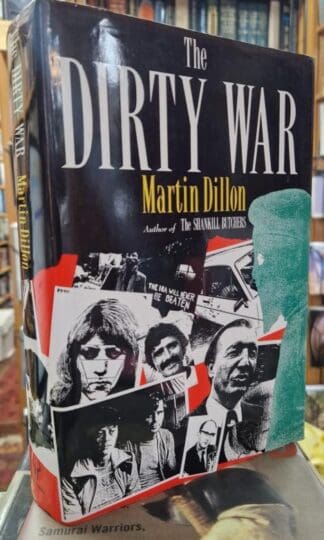 The
DIRTY WAR
Martin Dillon
Author of The SHANKILL BUTCHERS
THE IRA WILL NEVER
BE BEATEN
The DIRTY WAR Martin Dillon
Samurai Warriors,